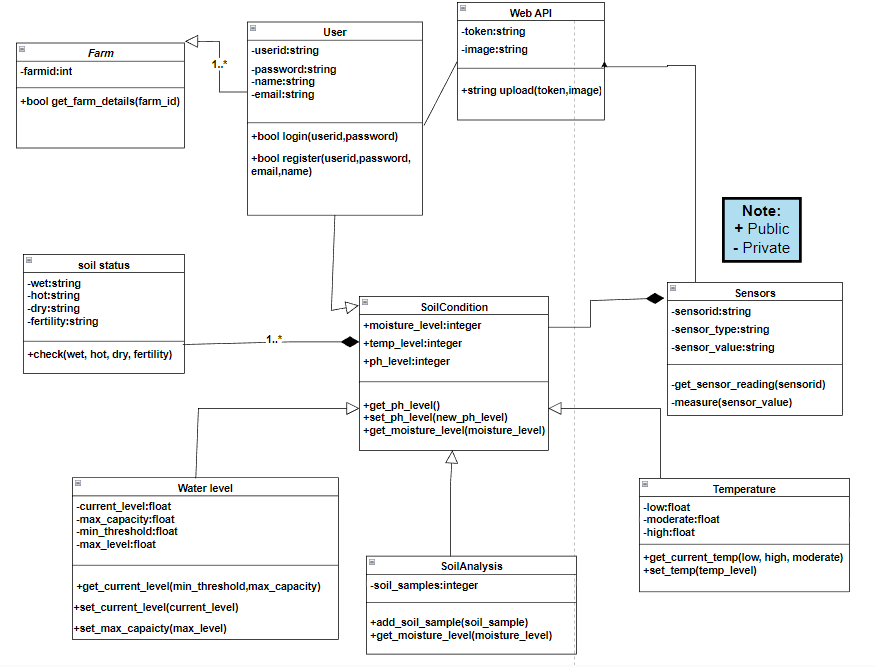 Farm
-farmid:int
+bool get_farm_details(farm_id)
1..*
User
-userid:string
-password:string
-name:string
-email:string
+bool login(userid,password)
+bool register(userid,password,
email,name)
Web API
-token:string
-image:string
+string upload(token,image)
Note:
+ Public
- Private
soil status
-wet:string
-hot:string
-dry:string
-fertility:string
+check(wet, hot, dry, fertility)
1..*
SoilCondition
+moisture_level:integer
+temp_level:integer
+ph_level:integer
+get_ph_level()
+set_ph_level(new_ph_level)
+get_moisture_level(moisture_level)
Sensors
-sensorid:string
-sensor_type:string
-sensor_value:string
-get_sensor_reading(sensorid)
-measure(sensor_value)
Water level
-current_level:float
-max_capacity:float
-min_threshold:float
-max_level:float
+get_current_level(min_threshold,max_capacity)
+set_current_level(current_level)
+set_max_capaicty(max_level)
SoilAnalysis
-soil_samples:integer
+add_soil_sample(soil_sample)
+get_moisture_level(moisture_level)
Temperature
-low:float
-moderate:float
-high:float
+get_current_temp(low, high, moderate)
+set_temp(temp_level)